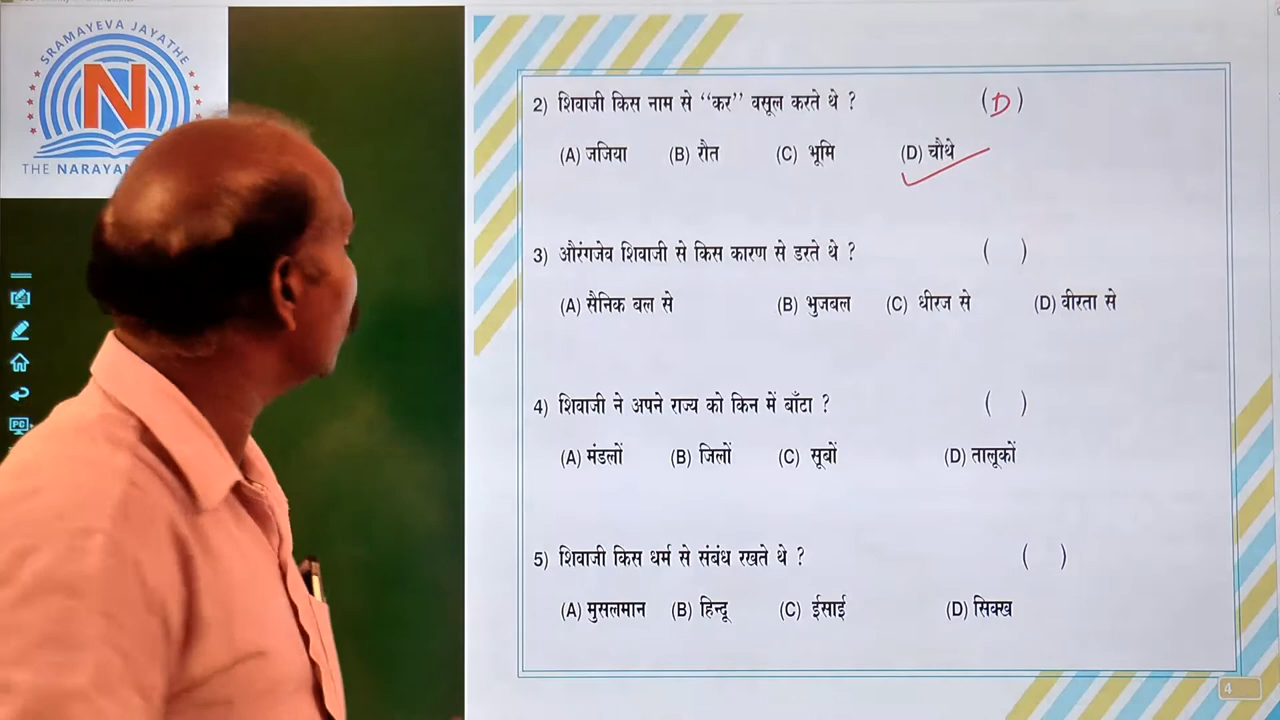 SRAMAYEVA JAYATHE
N
THE NARAYAN
2) शिवाजी किस नाम से “कर” वसूल करते थे ? (D)
(A) जजिया (B) रौत (C) भूमि (D) चौथे
3) औरंगजेव शिवाजी से किस कारण से डरते थे ? ( )
(A) सैनिक बल से (B) भुजबल (C) धीरज से (D) वीरता से
4) शिवाजी ने अपने राज्य को किन में बाँटा ? ( )
(A) मंडलों (B) जिलों (C) सूबों (D) तालूकों
5) शिवाजी किस धर्म से संबंध रखते थे ? ( )
(A) मुसलमान (B) हिन्दू (C) ईसाई (D) सिक्ख
PC
4